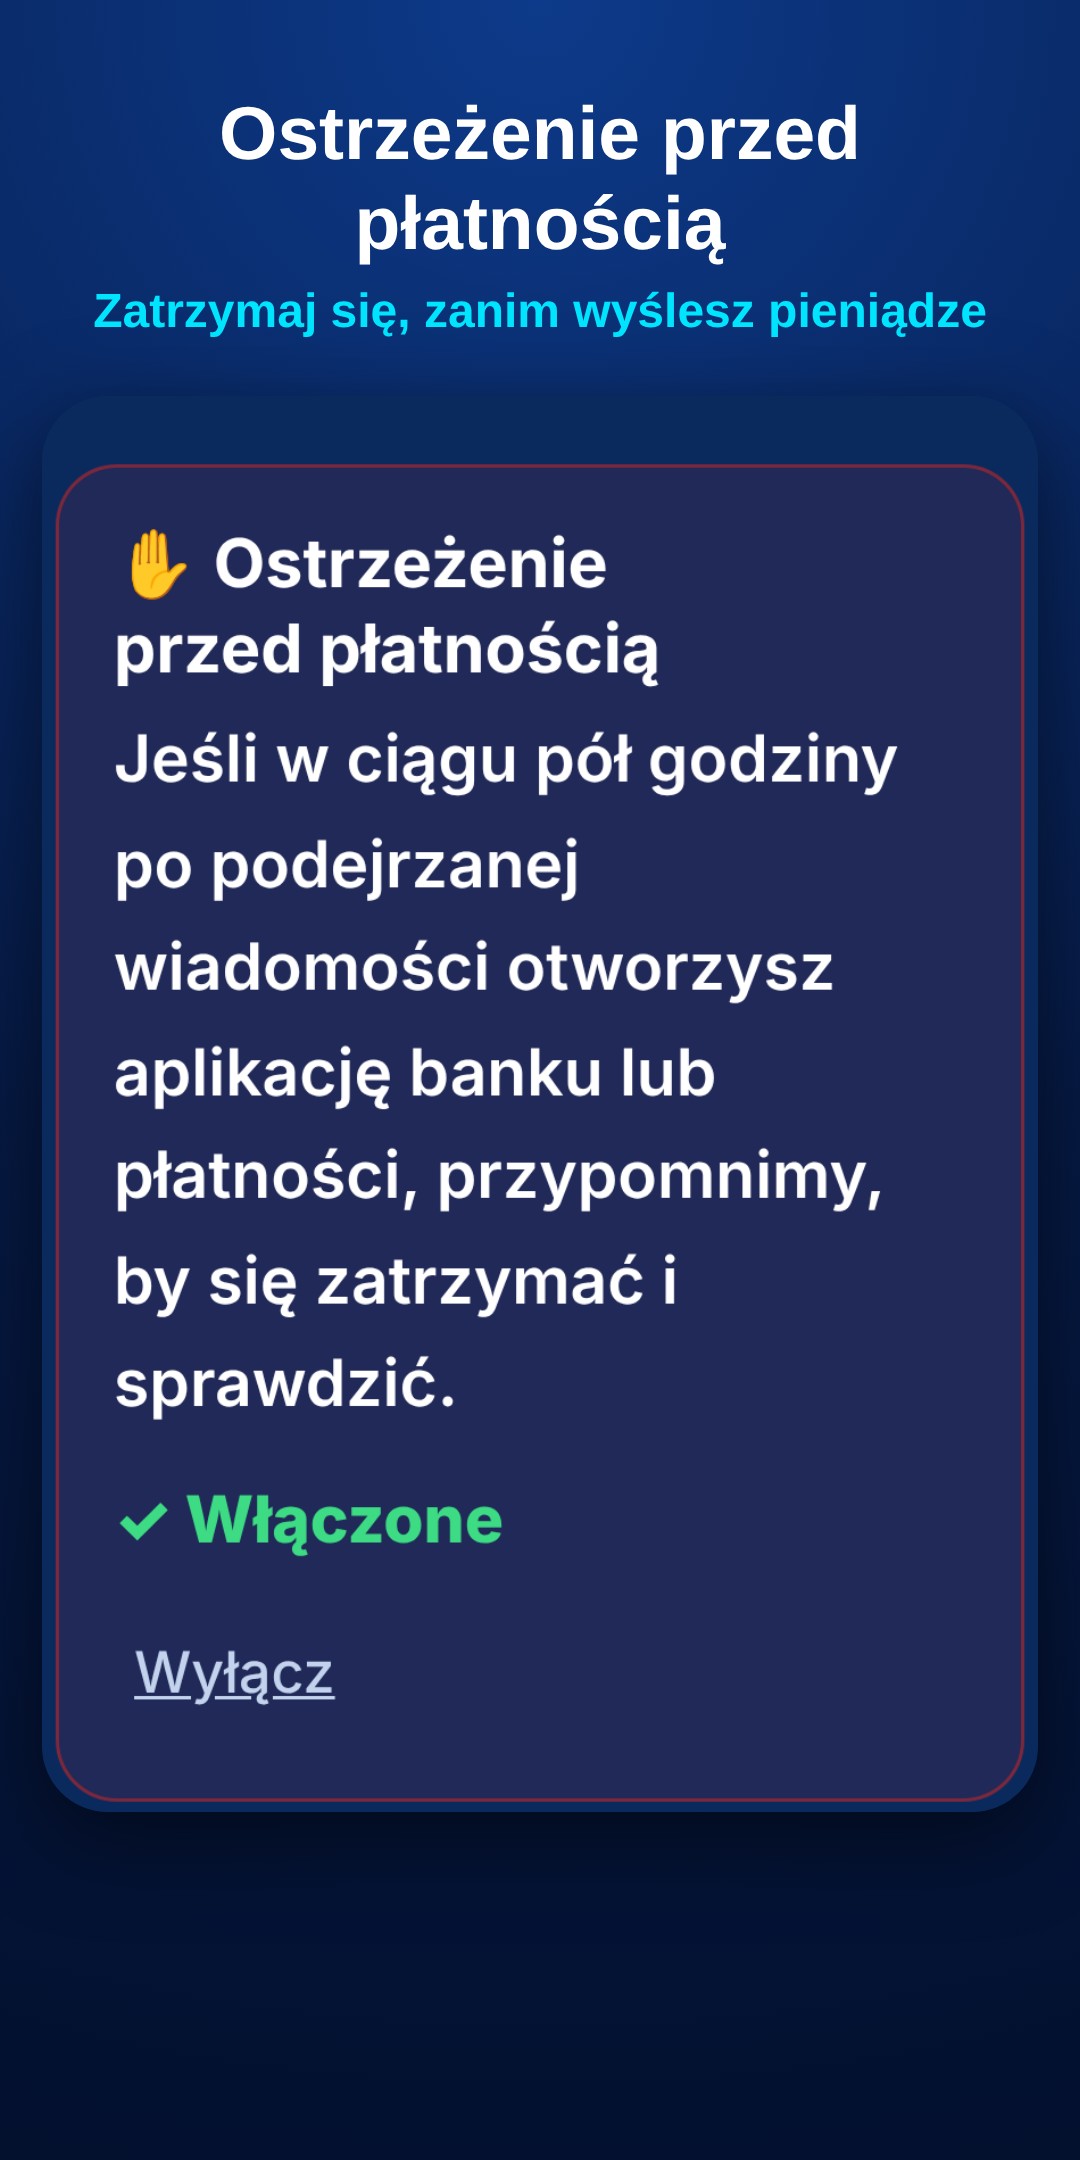 Ostrzeżenie przed
płatnością
Zatrzymaj się, zanim wyślesz pieniądze
✋ Ostrzeżenie
przed płatnością
Jeśli w ciągu pół godziny
po podejrzanej
wiadomości otworzysz
aplikację banku lub
płatności, przypomnimy,
by się zatrzymać i
sprawdzić.
✓ Włączone
Wyłącz